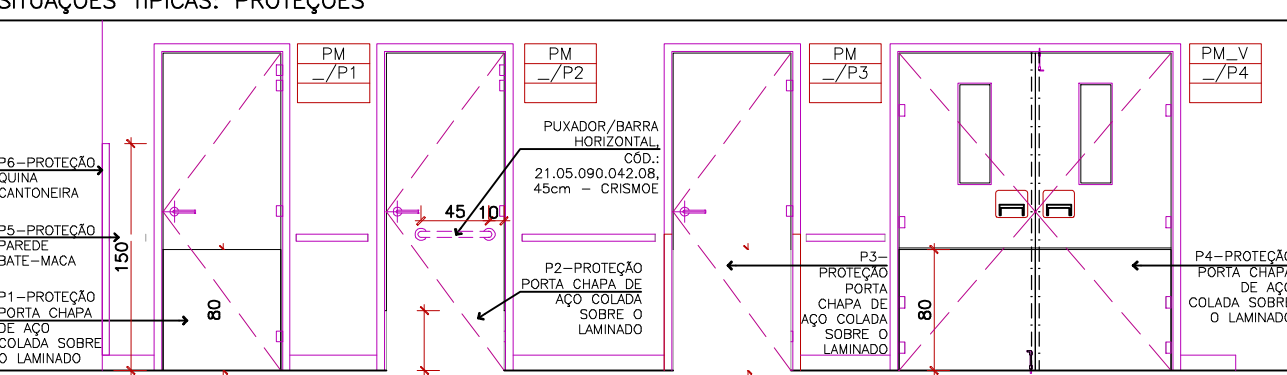 SITUAÇÕES TÍPICAS: PROTEÇÕES
PM
_/P1
PM
_/P2
PM
_/P3
PM_V
_/P4
P6-PROTEÇÃO
QUINA
CANTONEIRA
P5-PROTEÇÃO
PAREDE
BATE-MACA
P1-PROTEÇÃO
PORTA CHAPA
DE AÇO
COLADA SOBRE
O LAMINADO
150
80
PUXADOR/BARRA
HORIZONTAL,
CÓD.:
21.05.090.042.08,
45cm - CRISMOE
45 10
P2-PROTEÇÃO
PORTA CHAPA DE
AÇO COLADA
SOBRE O
LAMINADO
P3-
PROTEÇÃO
PORTA
CHAPA DE
AÇO COLADA
SOBRE O
LAMINADO
80
P4-PROTEÇÃO
PORTA CHAPA
DE AÇO
COLADA SOBRE
O LAMINADO